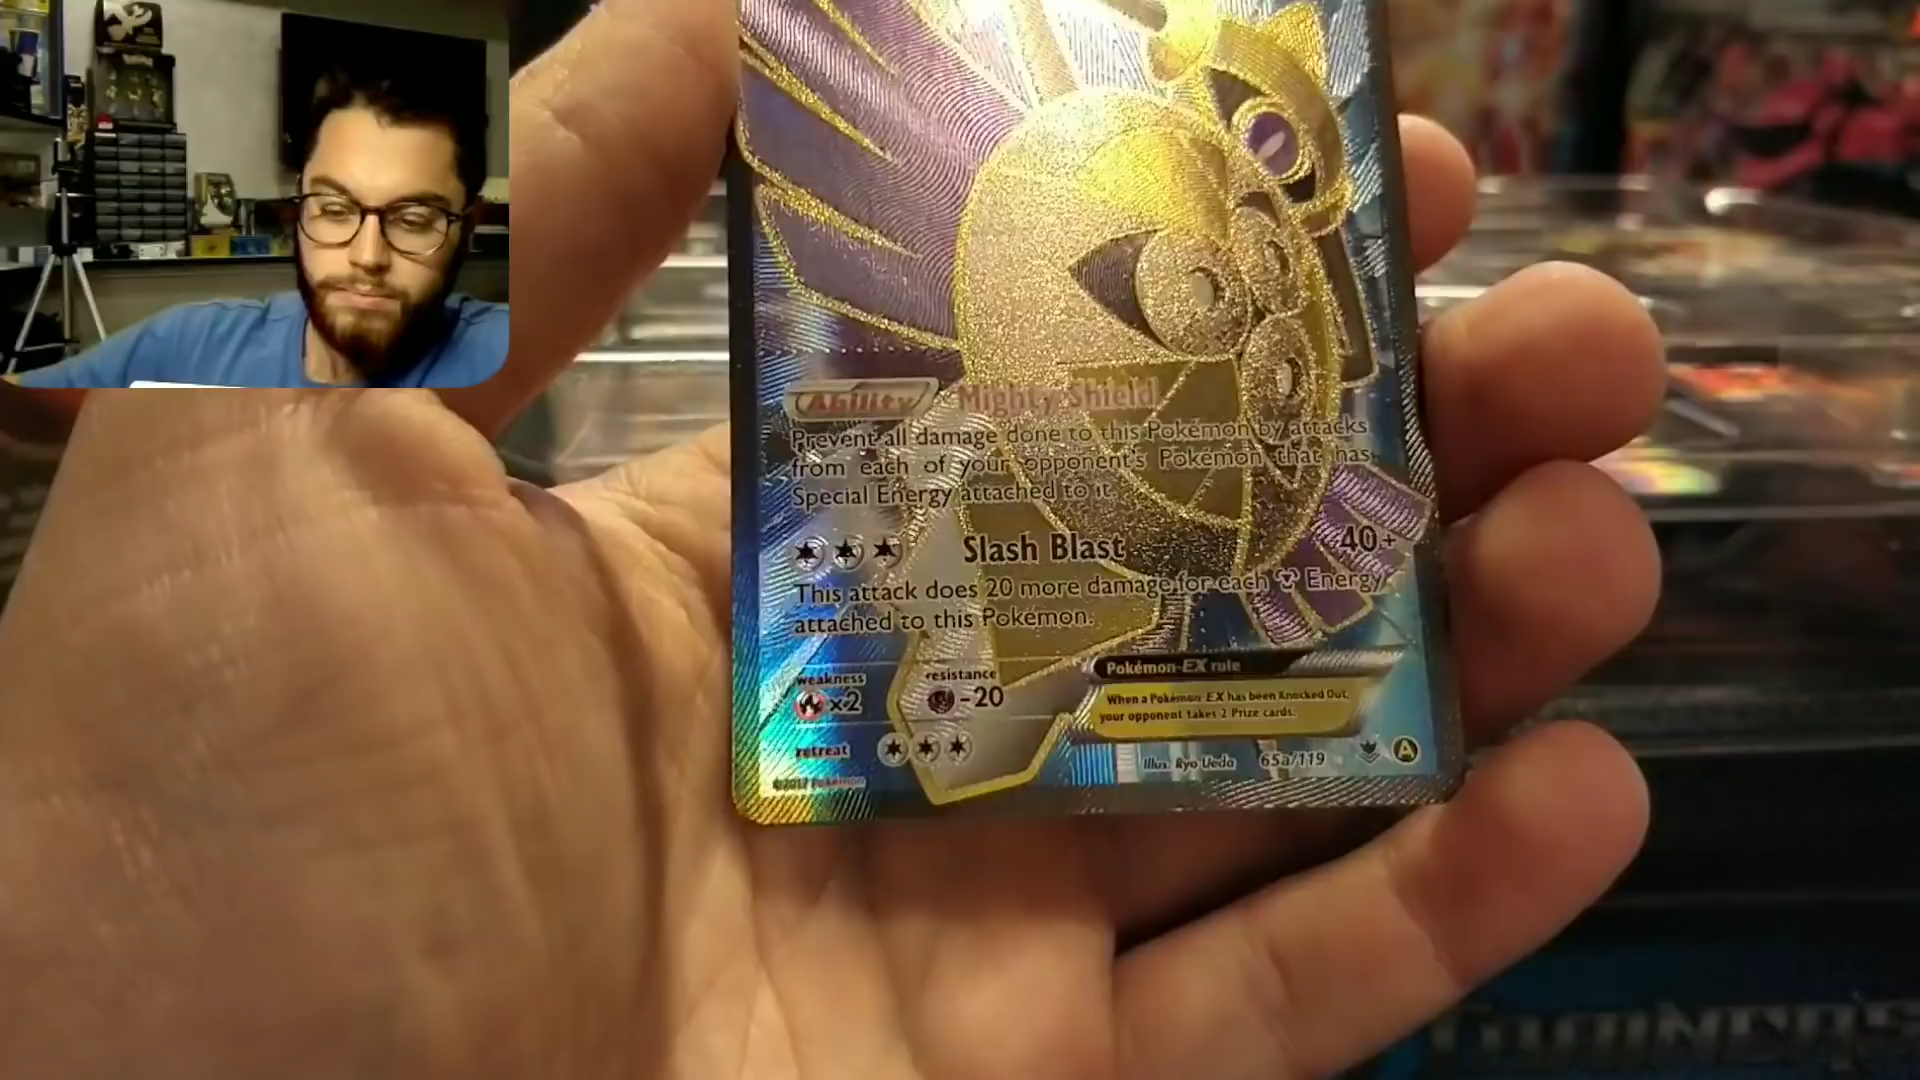 Ability Mighty Shield
Prevent all damage done to this Pokémon by attacks
from each of your opponent's Pokémon that has
Special Energy attached to it.
Slash Blast 40+
This attack does 20 more damage for each Energy
attached to this Pokémon.
weakness resistance
×2 -20
Pokémon-EX rule
When a Pokémon-EX has been Knocked Out,
your opponent takes 2 Prize cards.
retreat
Illus. Ryo Ueda 65a/119 A
©2017 Pokémon